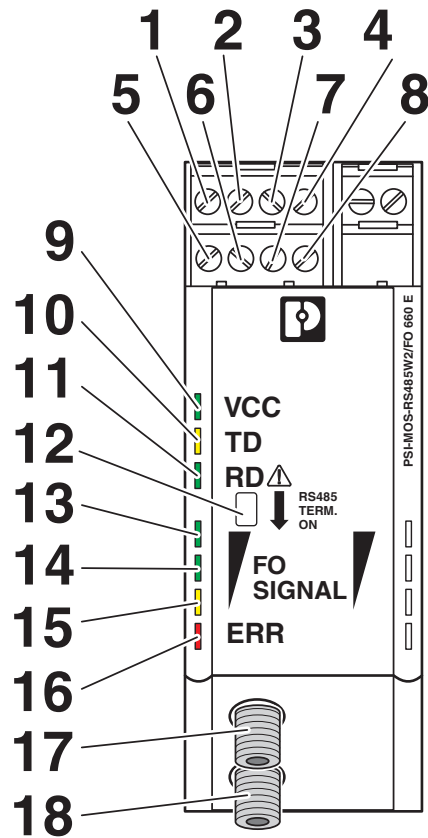 1 2 3 4
5 6 7 8
9
10
11
12
13
14
15
16
17
18
VCC
TD
RD
RS485
TERM.
ON
FO
SIGNAL
ERR
PSI-MOS-RS485W2/FO 660 E